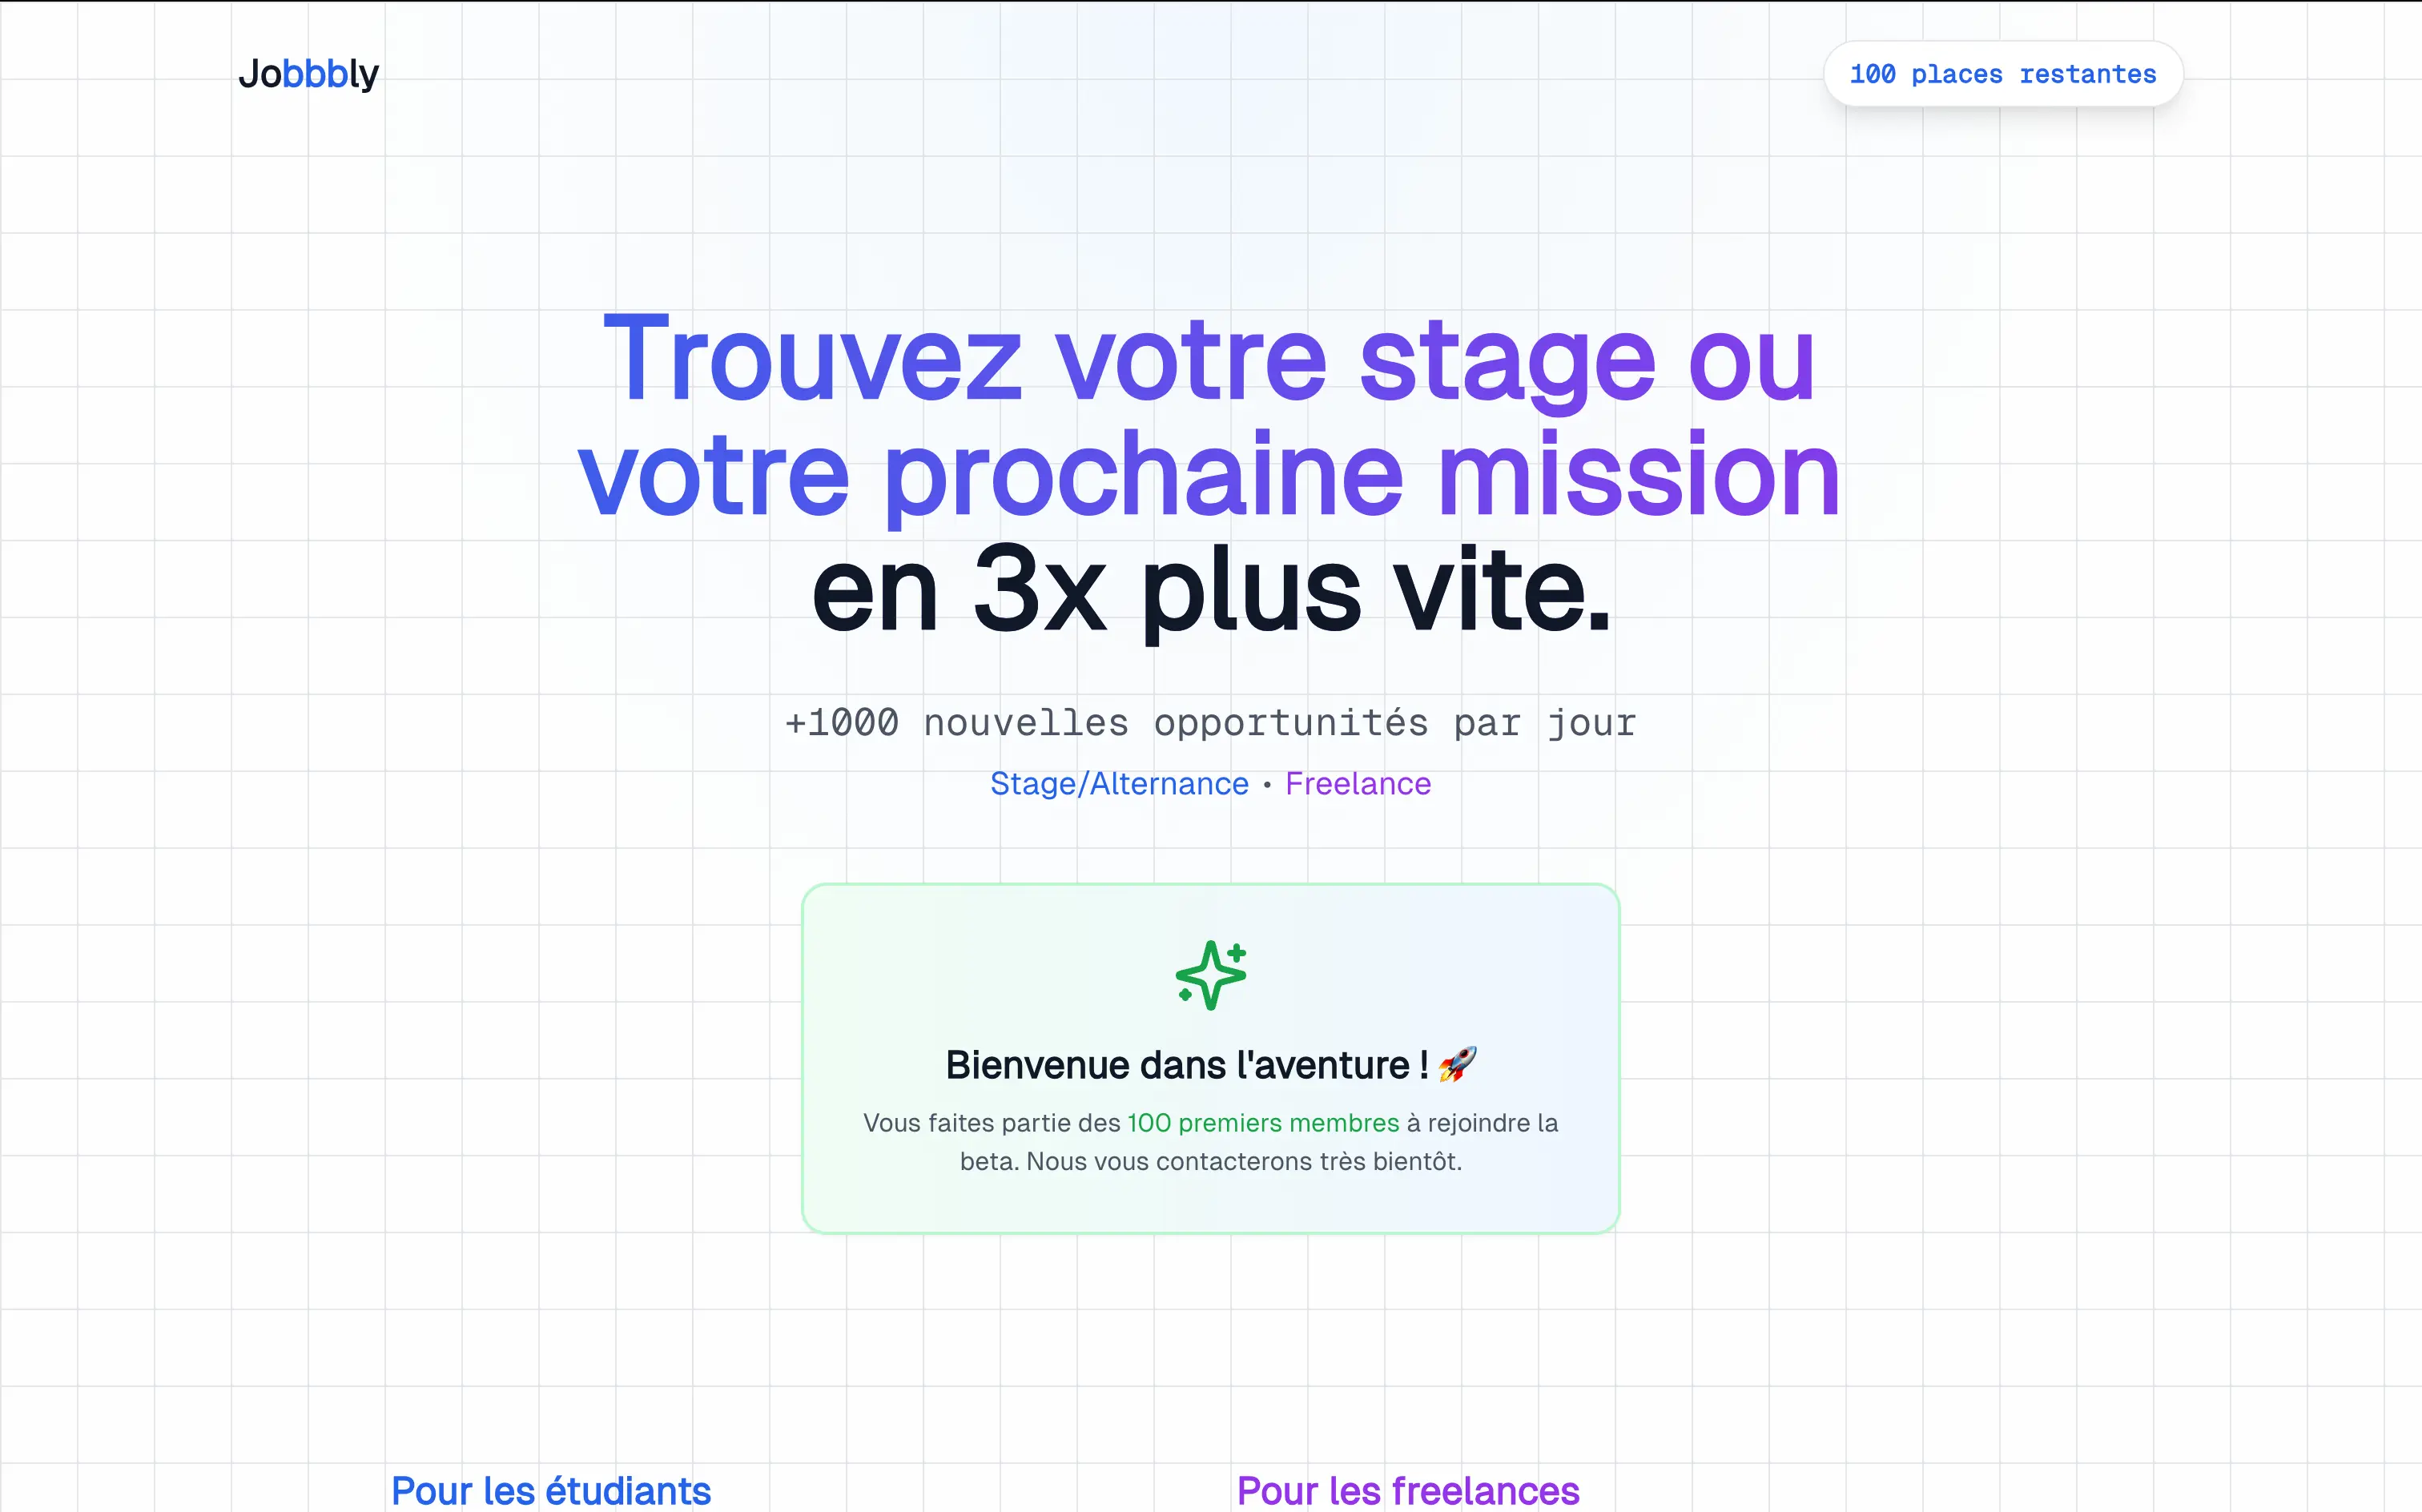 Jobbbly
100 places restantes
Trouvez votre stage ou
votre prochaine mission
en 3x plus vite.
+1000 nouvelles opportunités par jour
Stage/Alternance • Freelance
Bienvenue dans l'aventure ! 🚀
Vous faites partie des 100 premiers membres à rejoindre la
beta. Nous vous contacterons très bientôt.
Pour les étudiants
Pour les freelances